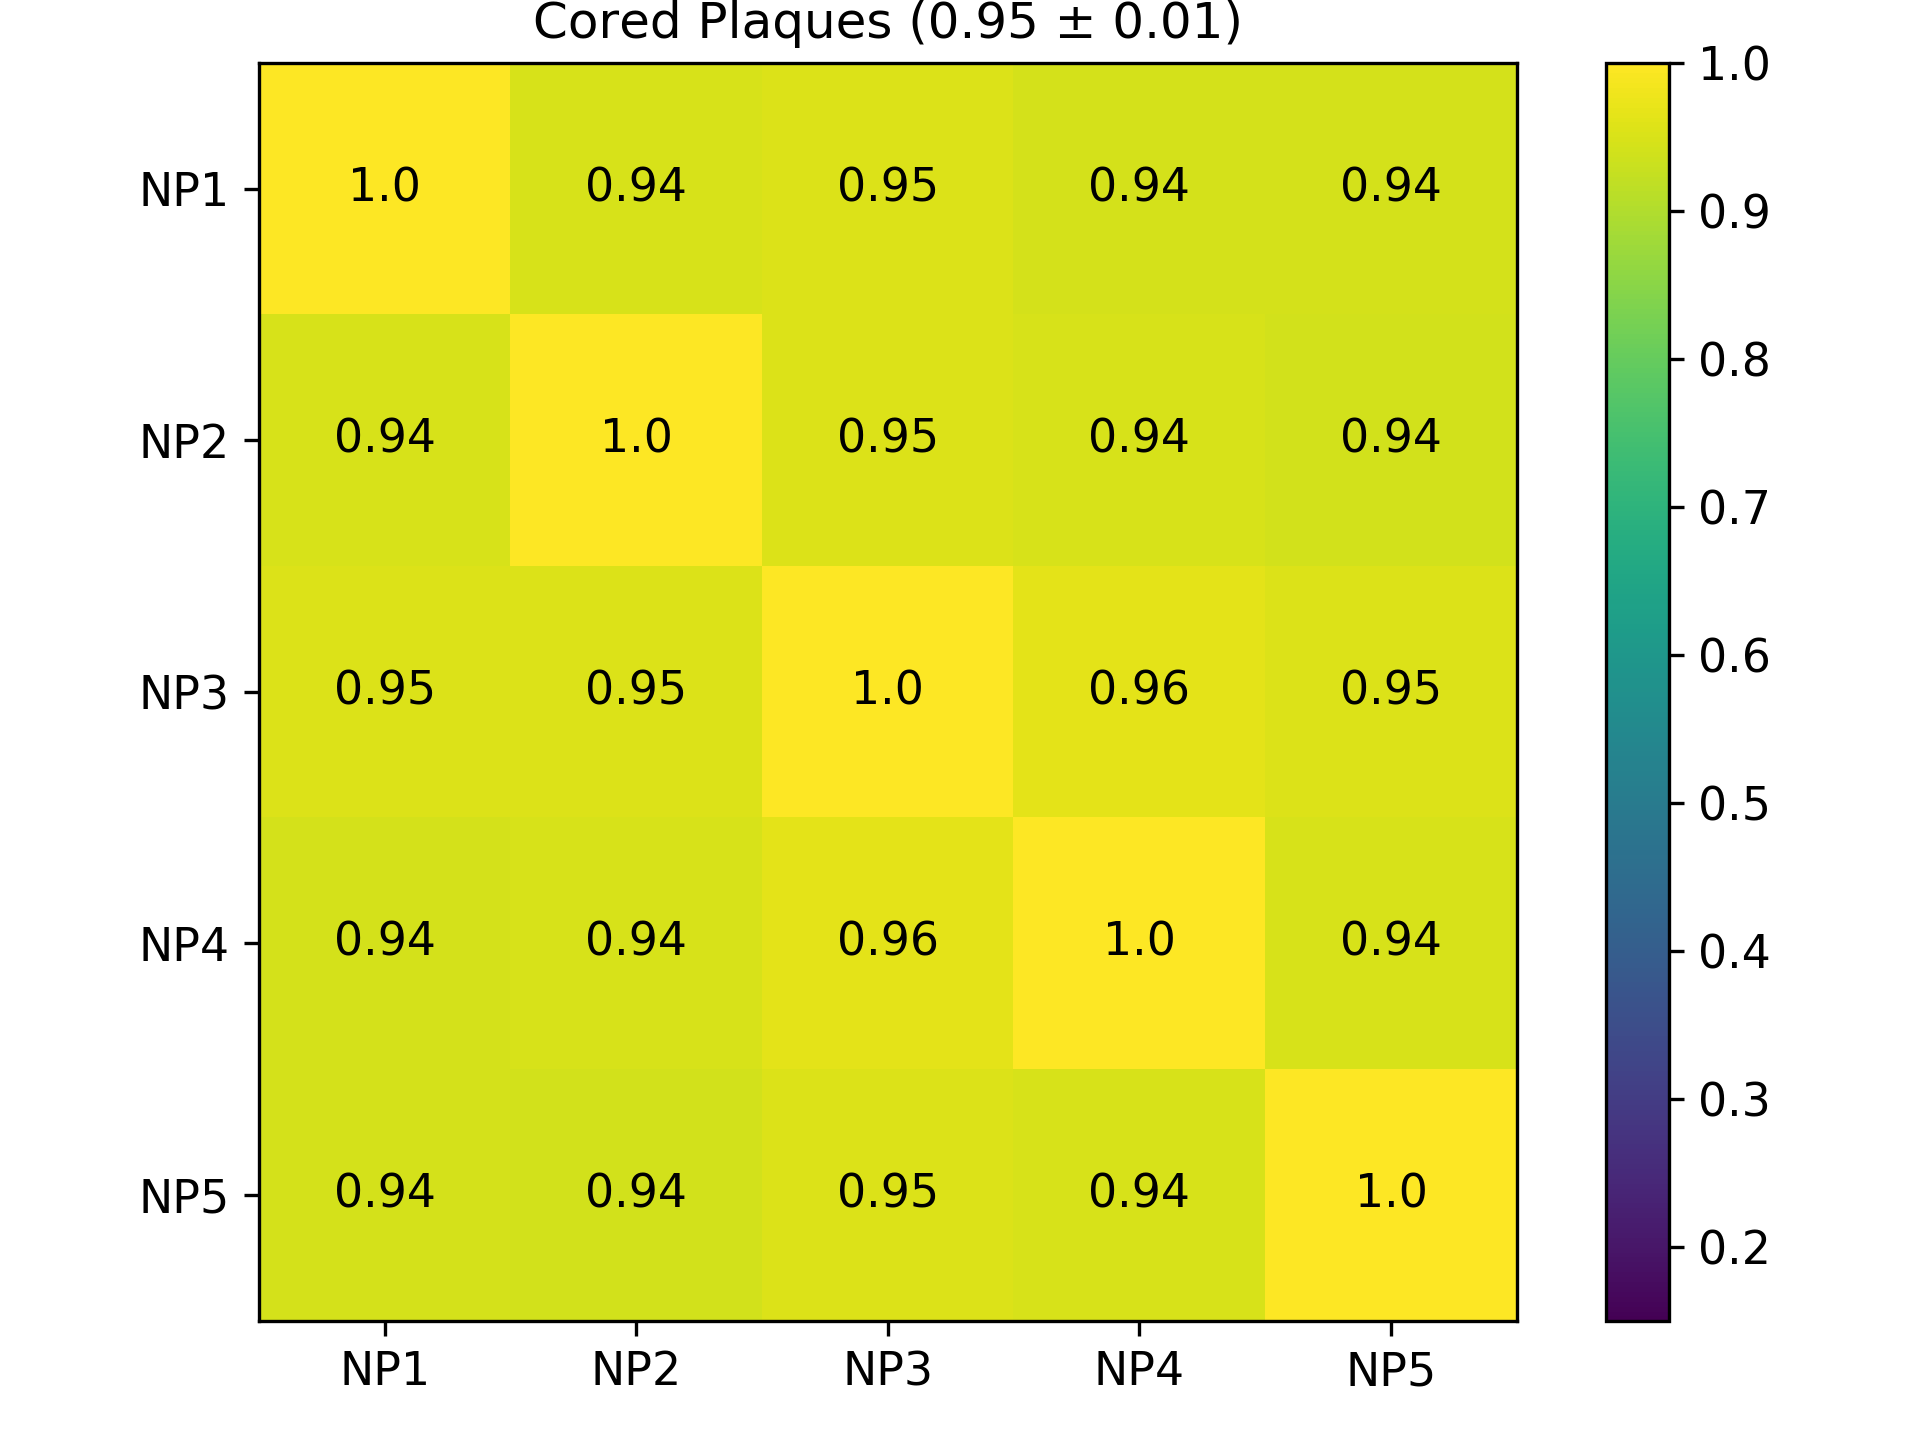 Cored Plaques (0.95 ± 0.01)
NP1 1.0 0.94 0.95 0.94 0.94
NP2 0.94 1.0 0.95 0.94 0.94
NP3 0.95 0.95 1.0 0.96 0.95
NP4 0.94 0.94 0.96 1.0 0.94
NP5 0.94 0.94 0.95 0.94 1.0
NP1 NP2 NP3 NP4 NP5
1.0
0.9
0.8
0.7
0.6
0.5
0.4
0.3
0.2